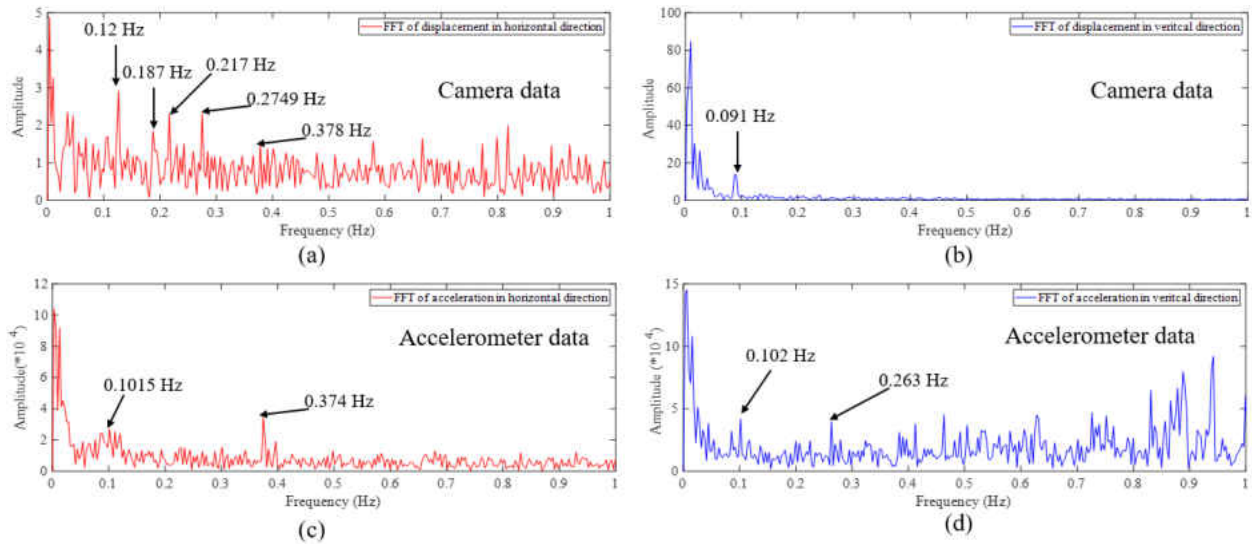 FFT of displacement in horizontal direction
0.12 Hz
0.187 Hz
0.217 Hz
0.2749 Hz
0.378 Hz
Camera data
Amplitude
5
4
3
2
1
0
0 0.1 0.2 0.3 0.4 0.5 0.6 0.7 0.8 0.9 1
Frequency (Hz)
(a)
FFT of displacement in veritcal direction
Camera data
0.091 Hz
Amplitude
100
80
60
40
20
0
0 0.1 0.2 0.3 0.4 0.5 0.6 0.7 0.8 0.9 1
Frequency (Hz)
(b)
FFT of acceleration in horizontal direction
Accelerometer data
0.1015 Hz
0.374 Hz
Amplitude(*10⁻⁴)
12
10
8
6
4
2
0
0 0.1 0.2 0.3 0.4 0.5 0.6 0.7 0.8 0.9 1
Frequency (Hz)
(c)
FFT of acceleration in veritcal direction
Accelerometer data
0.102 Hz
0.263 Hz
Amplitude (*10⁻⁴)
15
10
5
0
0 0.1 0.2 0.3 0.4 0.5 0.6 0.7 0.8 0.9 1
Frequency (Hz)
(d)